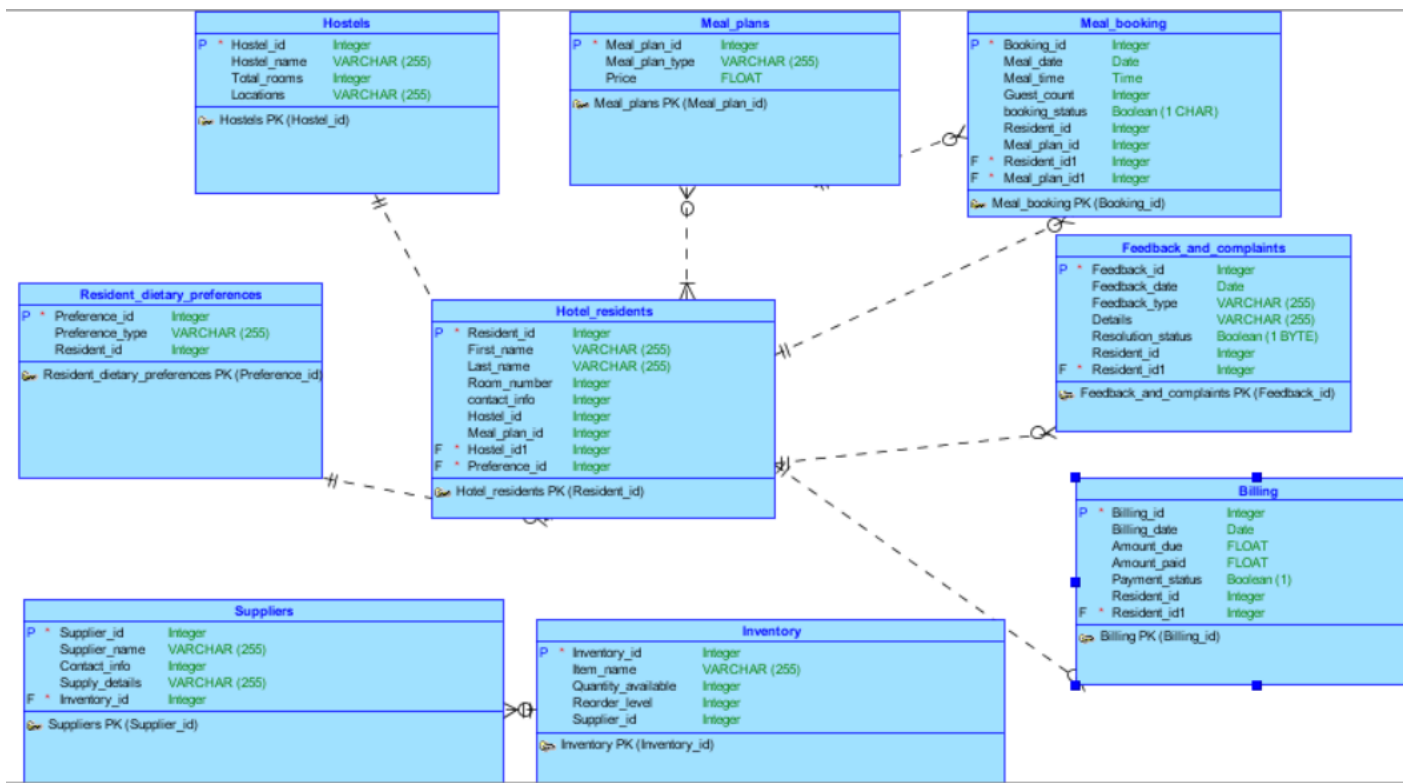 Hostels
P * Hostel_id Integer
Hostel_name VARCHAR (255)
Total_rooms Integer
Locations VARCHAR (255)
Hostels PK (Hostel_id)
Meal_plans
P * Meal_plan_id Integer
Meal_plan_type VARCHAR (255)
Price FLOAT
Meal_plans PK (Meal_plan_id)
Meal_booking
P * Booking_id Integer
Meal_date Date
Meal_time Time
Guest_count Integer
booking_status Boolean (1 CHAR)
Resident_id Integer
Meal_plan_id Integer
F * Resident_id1 Integer
F * Meal_plan_id1 Integer
Meal_booking PK (Booking_id)
Feedback_and_complaints
P * Feedback_id Integer
Feedback_date Date
Feedback_type VARCHAR (255)
Details VARCHAR (255)
Resolution_status Boolean (1 BYTE)
Resident_id Integer
F * Resident_id1 Integer
Feedback_and_complaints PK (Feedback_id)
Resident_dietary_preferences
P * Preference_id Integer
Preference_type VARCHAR (255)
Resident_id Integer
Resident_dietary_preferences PK (Preference_id)
Hotel_residents
P * Resident_id Integer
First_name VARCHAR (255)
Last_name VARCHAR (255)
Room_number Integer
contact_info Integer
Hostel_id Integer
Meal_plan_id Integer
F * Hostel_id1 Integer
F * Preference_id Integer
Hotel_residents PK (Resident_id)
Billing
P * Billing_id Integer
Billing_date Date
Amount_due FLOAT
Amount_paid FLOAT
Payment_status Boolean (1)
Resident_id Integer
F * Resident_id1 Integer
Billing PK (Billing_id)
Suppliers
P * Supplier_id Integer
Supplier_name VARCHAR (255)
Contact_info Integer
Supply_details VARCHAR (255)
F * Inventory_id Integer
Suppliers PK (Supplier_id)
Inventory
P * Inventory_id Integer
Item_name VARCHAR (255)
Quantity_available Integer
Reorder_level Integer
Supplier_id Integer
Inventory PK (Inventory_id)